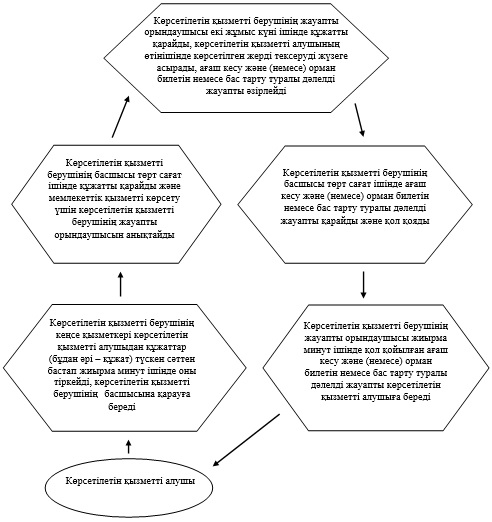 Көрсетілетін қызметті берушінің жауапты
орындаушысы екі жұмыс күні ішінде құжатты
қарайды, көрсетілетін қызметті алушының
өтінішінде көрсетілген жерді тексеруді жүзеге
асырады, ағаш кесу және (немесе) орман
билетін немесе бас тарту туралы дәлелді
жауапты әзірлейді
Көрсетілетін қызметті
берушінің басшысы төрт сағат
ішінде құжатты қарайды және
мемлекеттік қызметті көрсету
үшін көрсетілетін қызметті
берушінің жауапты
орындаушысын анықтайды
Көрсетілетін қызметті берушінің
басшысы төрт сағат ішінде ағаш
кесу және (немесе) орман билетін
немесе бас тарту туралы дәлелді
жауапты қарайды және қол қояды
Көрсетілетін қызметті берушінің
кеңсе қызметкері көрсетілетін
қызметті алушыдан құжаттар
(бұдан әрі – құжат) түскен сәттен
бастап жиырма минут ішінде оны
тіркейді, көрсетілетін қызметті
берушінің басшысына қарауға
береді
Көрсетілетін қызметті берушінің
жауапты орындаушысы жиырма
минут ішінде қол қойылған ағаш
кесу және (немесе) орман
билетін немесе бас тарту туралы
дәлелді жауапты көрсетілетін
қызметті алушыға береді
Көрсетілетін қызметті алушы